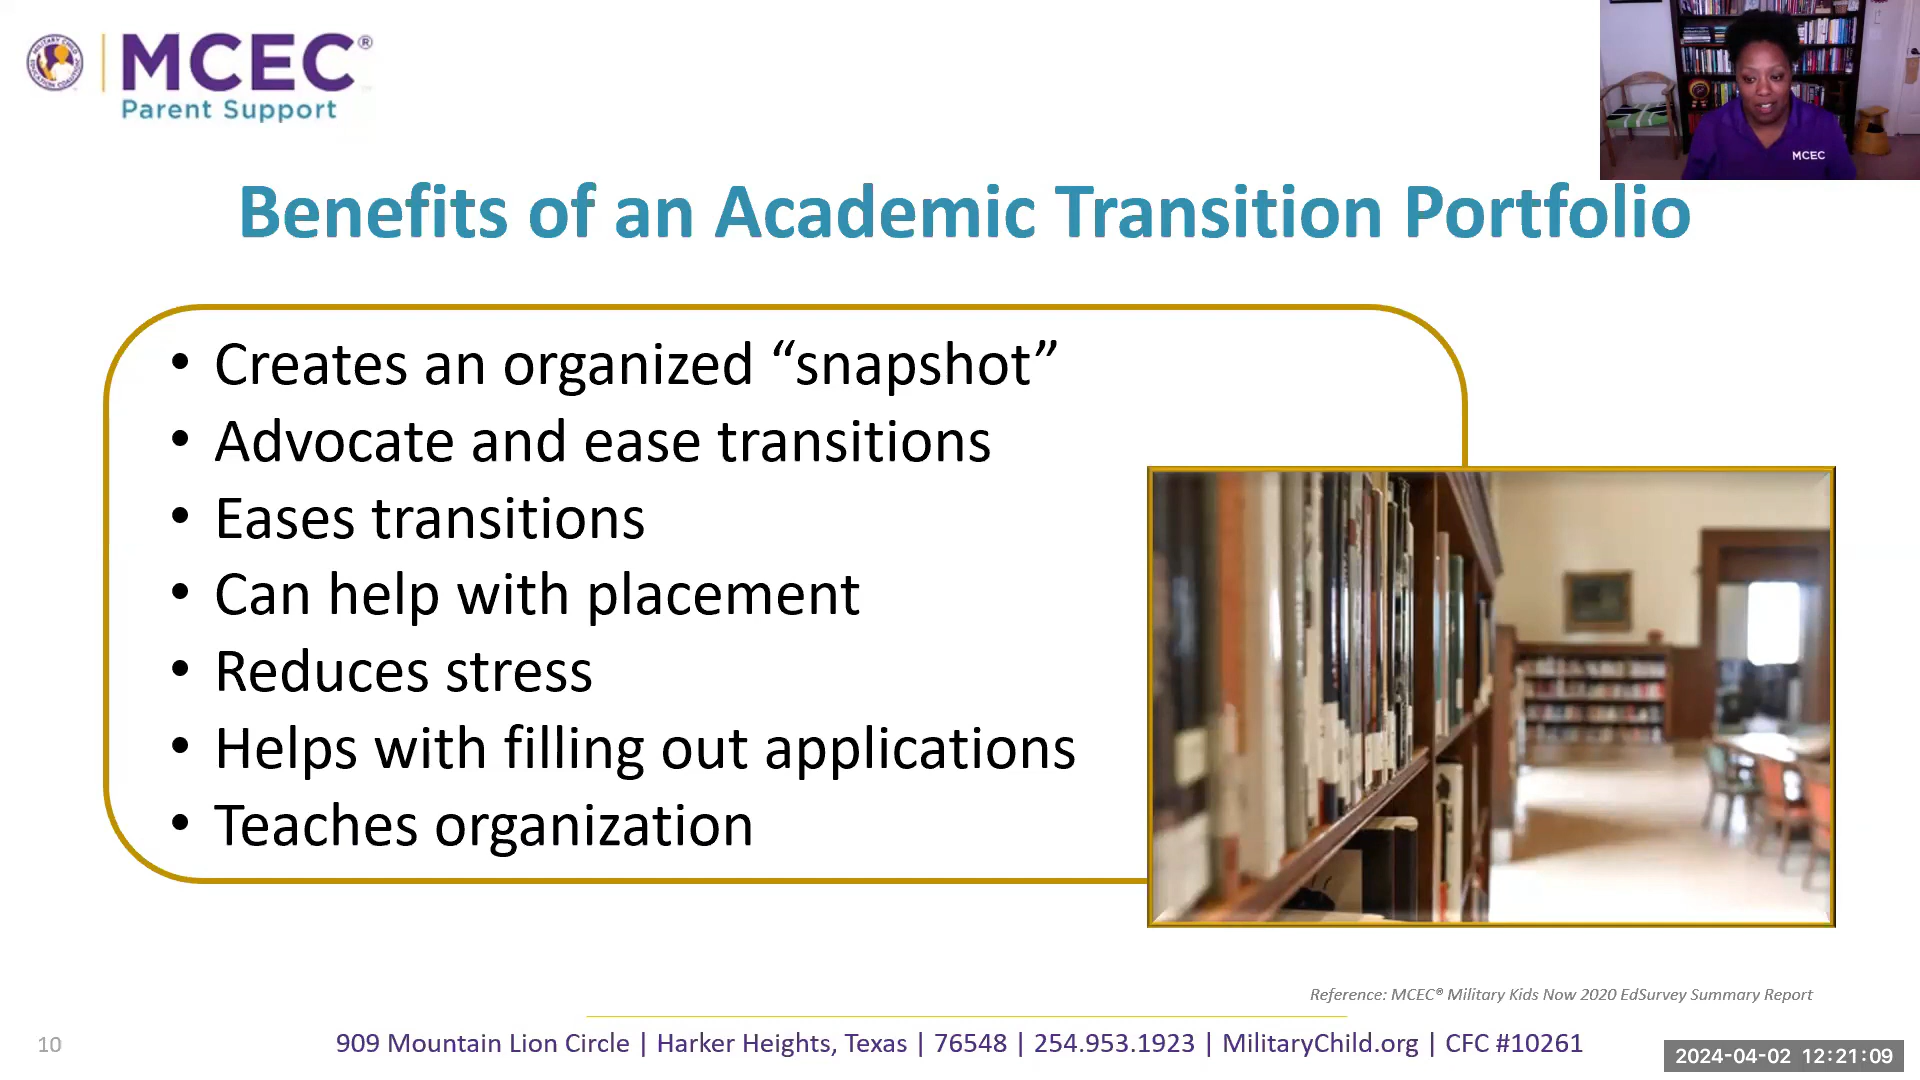 MCEC®
Parent Support
MCEC
Benefits of an Academic Transition Portfolio
• Creates an organized “snapshot”
• Advocate and ease transitions
• Eases transitions
• Can help with placement
• Reduces stress
• Helps with filling out applications
• Teaches organization
Reference: MCEC® Military Kids Now 2020 EdSurvey Summary Report
10
909 Mountain Lion Circle | Harker Heights, Texas | 76548 | 254.953.1923 | MilitaryChild.org | CFC #10261
2024-04-02 12:21:09